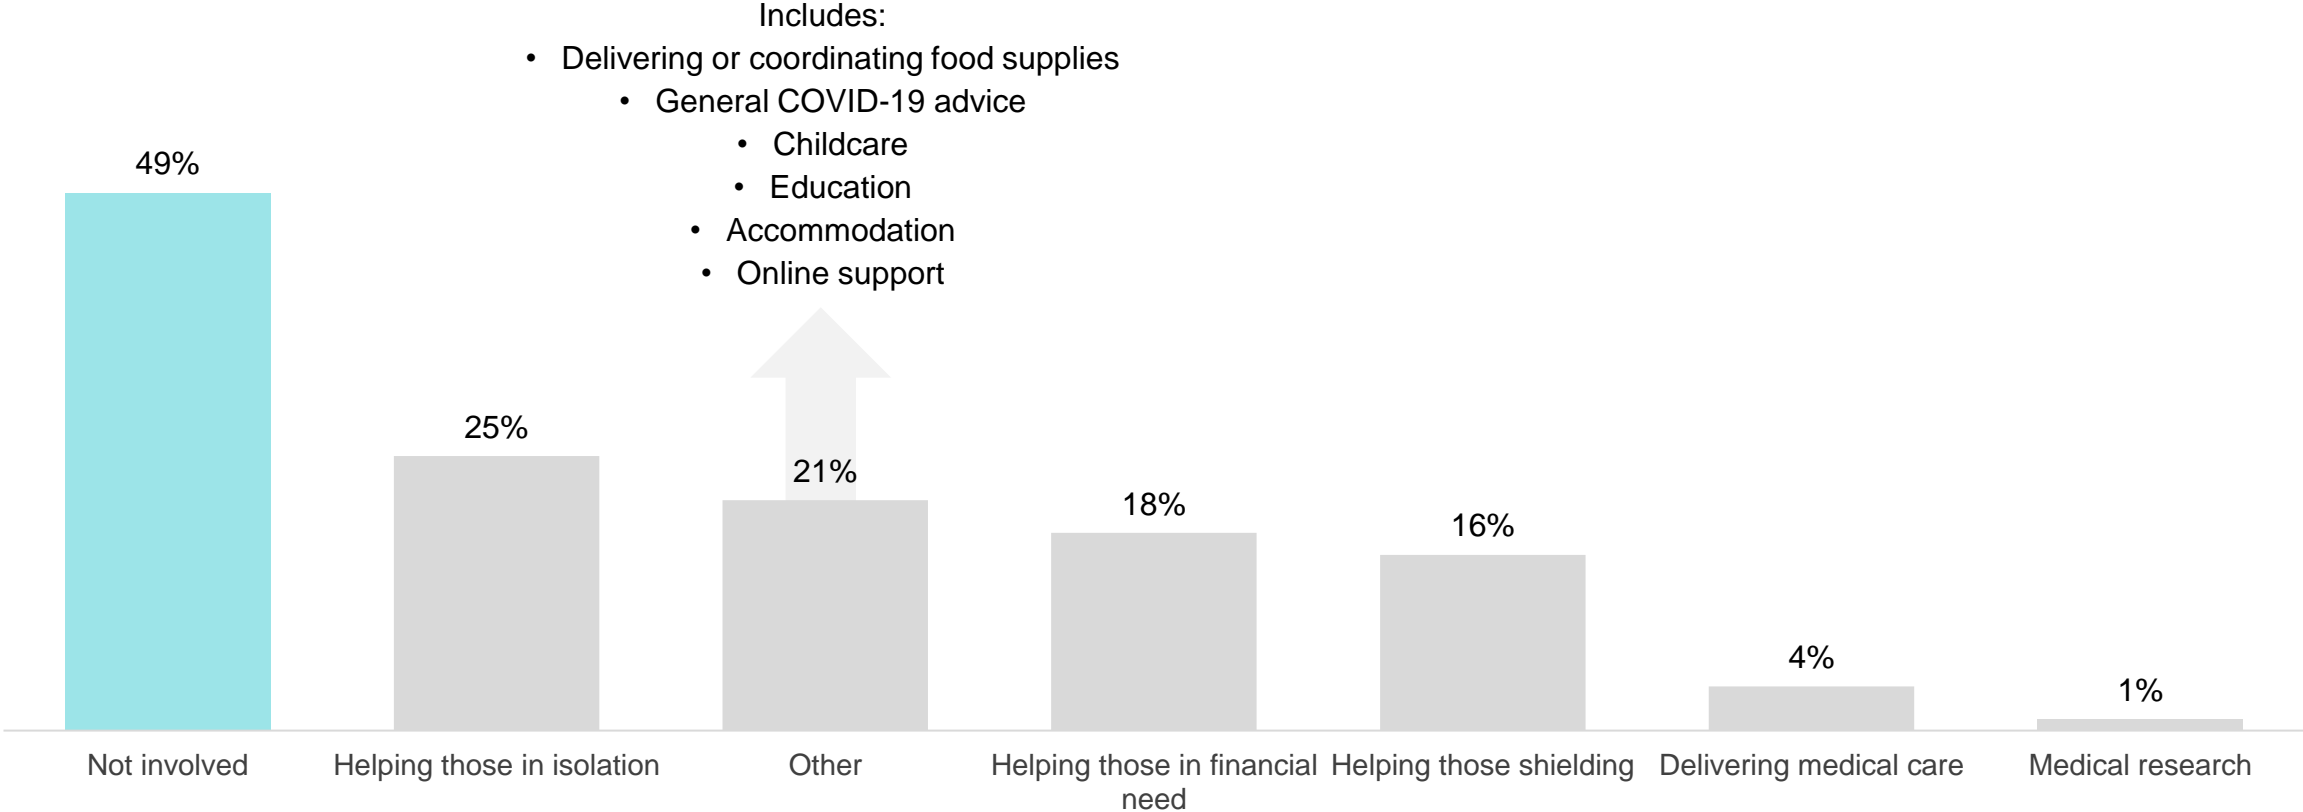 Includes:
• Delivering or coordinating food supplies
• General COVID-19 advice
• Childcare
• Education
• Accommodation
• Online support
49%
25%
21%
18%
16%
4%
1%
Not involved
Helping those in isolation
Other
Helping those in financial
need
Helping those shielding
Delivering medical care
Medical research